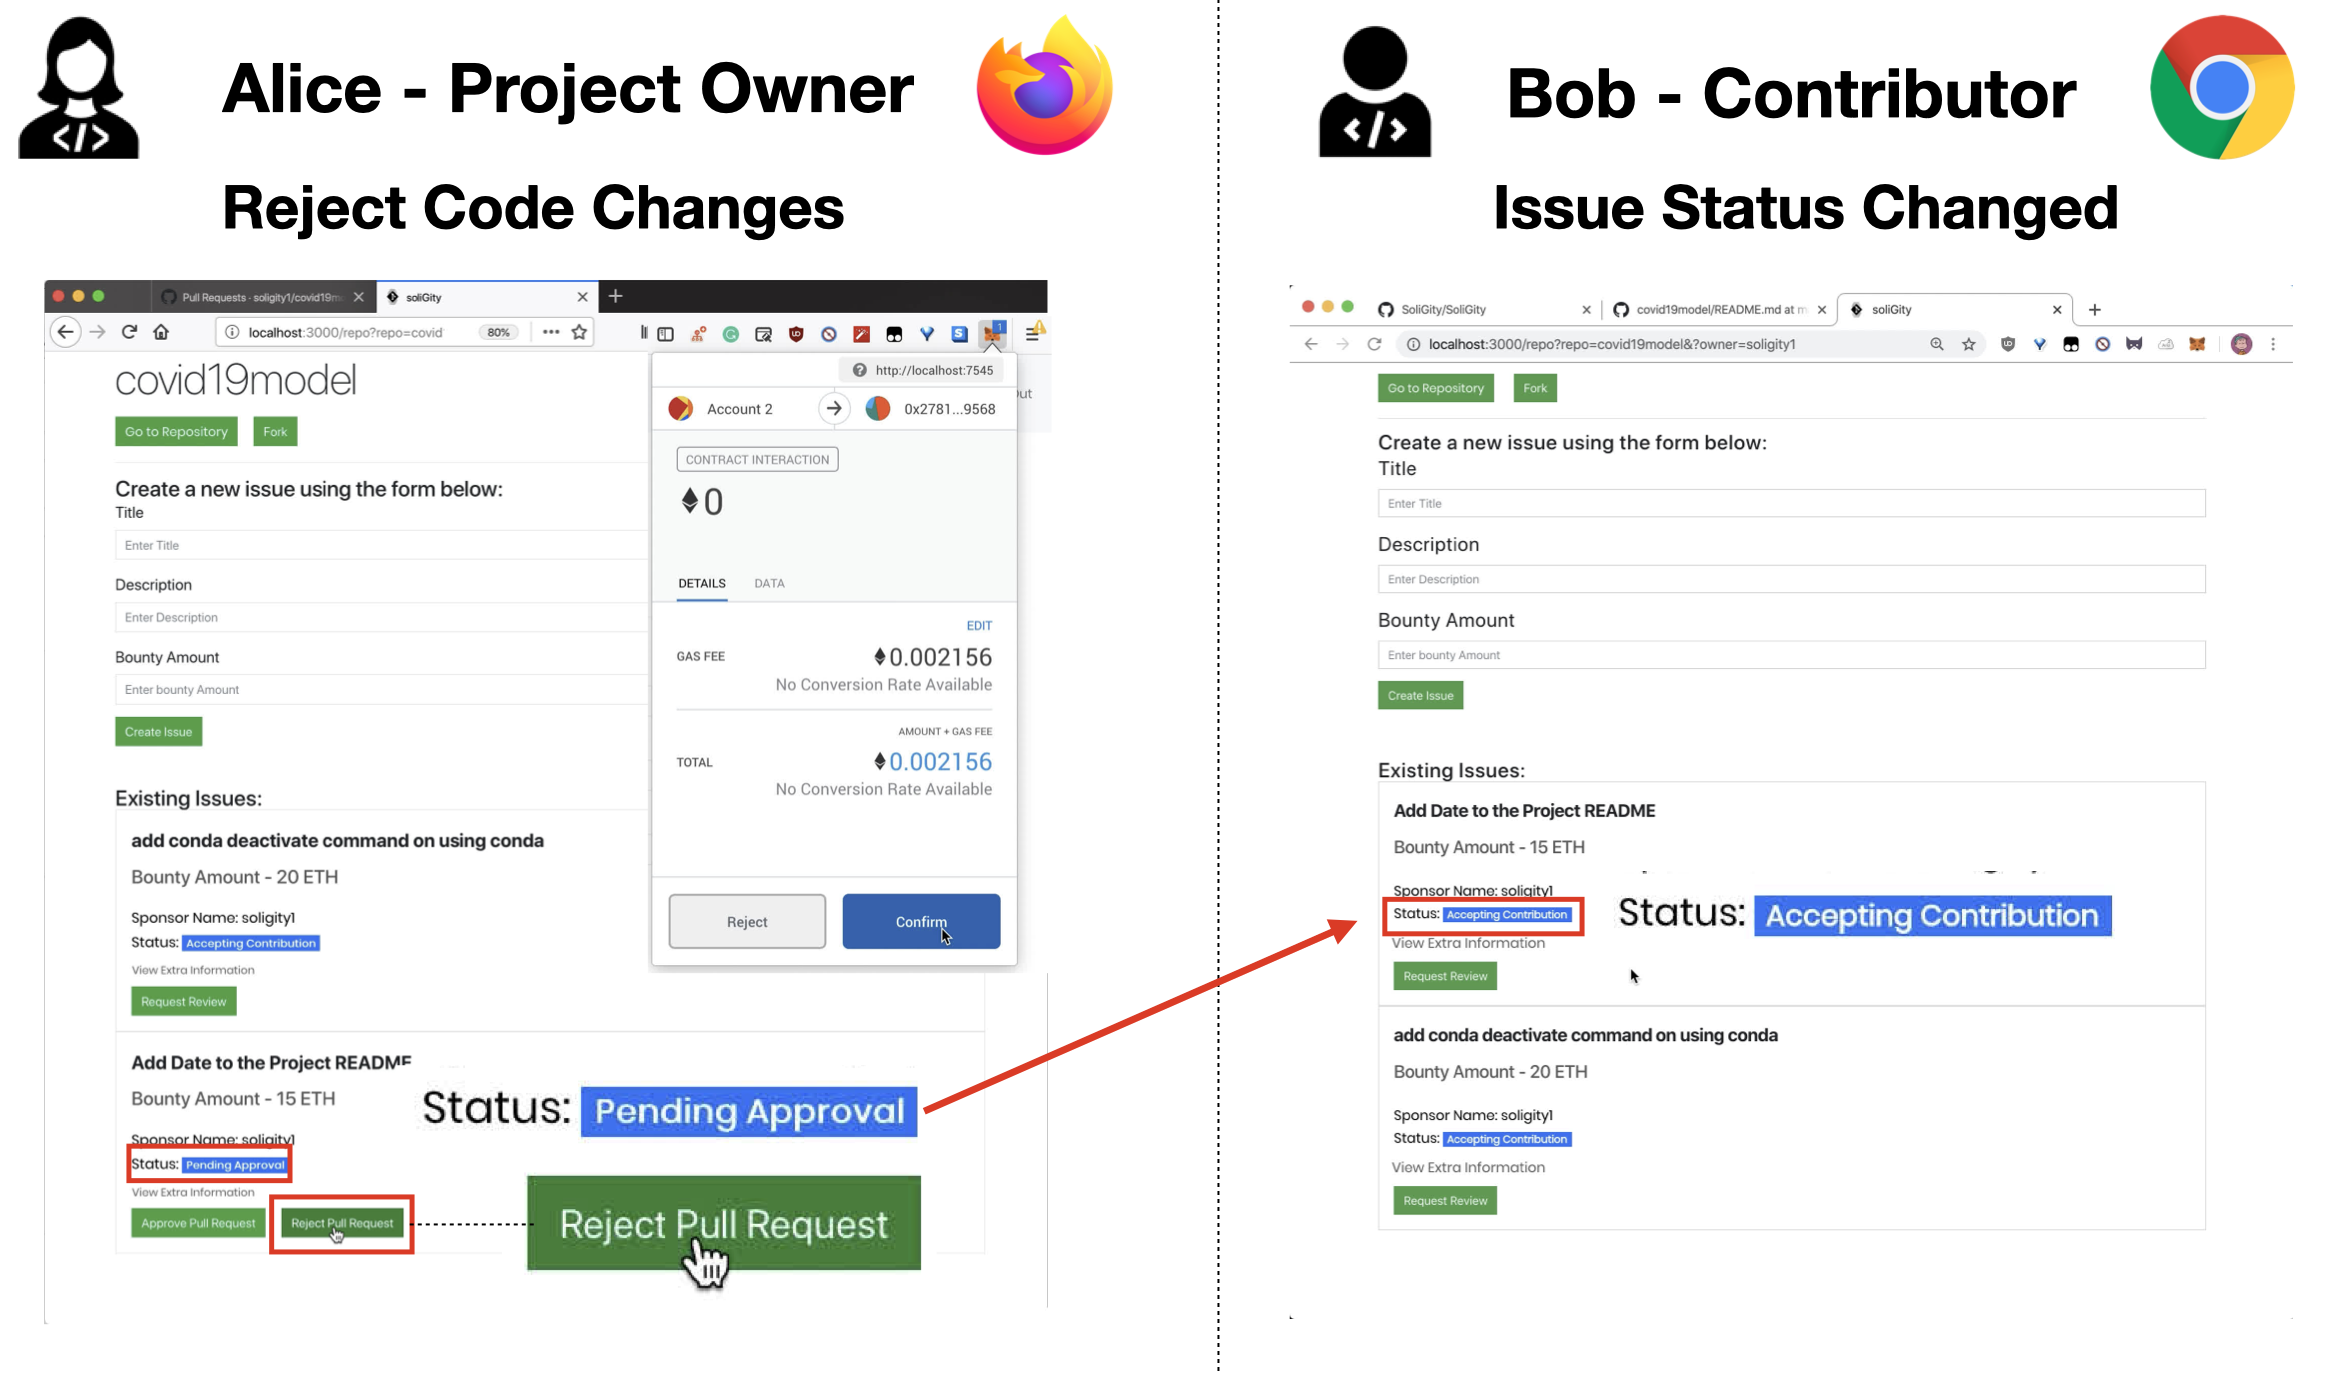 Alice - Project Owner
Reject Code Changes
</>
Pull Requests · soligity1/covid19m
soliGity
localhost:3000/repo?repo=covid
80%
1
covid19model
Go to Repository
Fork
Create a new issue using the form below:
Title
Enter Title
Description
Enter Description
Bounty Amount
Enter bounty Amount
Create Issue
Existing Issues:
add conda deactivate command on using conda
Bounty Amount - 20 ETH
Sponsor Name: soligity1
Status: Accepting Contribution
View Extra Information
Request Review
Add Date to the Project README
Bounty Amount - 15 ETH
Sponsor Name: soligity1
Status: Pending Approval
View Extra Information
Approve Pull Request
Reject Pull Request
Status: Pending Approval
Reject Pull Request
http://localhost:7545
Out
Account 2
0x2781...9568
CONTRACT INTERACTION
0
DETAILS
DATA
EDIT
GAS FEE
0.002156
No Conversion Rate Available
AMOUNT + GAS FEE
TOTAL
0.002156
No Conversion Rate Available
Reject
Confirm
Bob - Contributor
Issue Status Changed
</>
SoliGity/SoliGity
covid19model/README.md at m
soliGity
localhost:3000/repo?repo=covid19model&?owner=soligity1
Go to Repository
Fork
Create a new issue using the form below:
Title
Enter Title
Description
Enter Description
Bounty Amount
Enter bounty Amount
Create Issue
Existing Issues:
Add Date to the Project README
Bounty Amount - 15 ETH
Sponsor Name: soligity1
Status: Accepting Contribution
Status: Accepting Contribution
View Extra Information
Request Review
add conda deactivate command on using conda
Bounty Amount - 20 ETH
Sponsor Name: soligity1
Status: Accepting Contribution
View Extra Information
Request Review